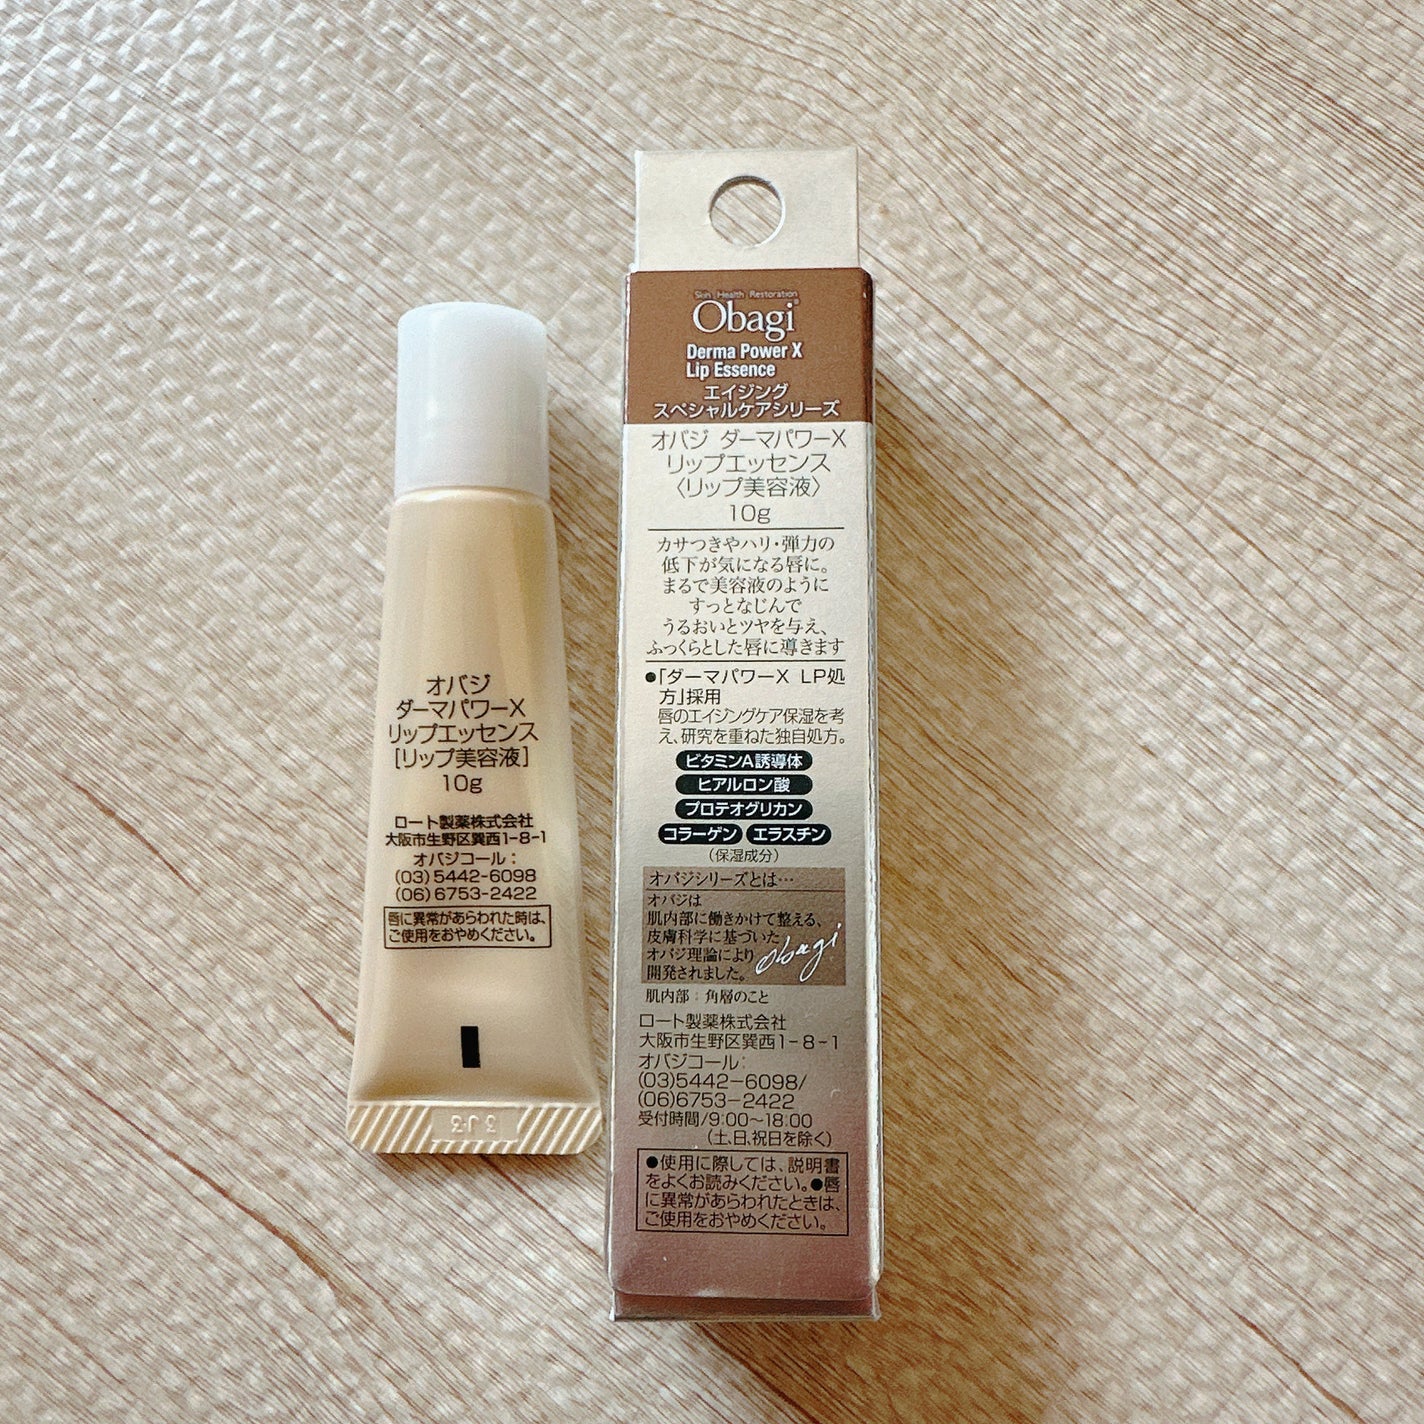 オバジ
ダーマパワーX
リップエッセンス
[リップ美容液]
10g
ロート製薬株式会社
大阪市生野区巽西1-8-1
オバジコール：
(03)5442-6098
(06)6753-2422
唇に異常があらわれた時は、
ご使用をおやめください。
Skin Health Restoration
Obagi
Derma Power X
Lip Essence
エイジング
スペシャルケアシリーズ
オバジ ダーマパワーX
リップエッセンス
〈リップ美容液〉
10g
カサつきやハリ・弾力の
低下が気になる唇に。
まるで美容液のように
すっとなじんで
うるおいとツヤを与え、
ふっくらとした唇に導きます
●「ダーマパワーX LP処
方」採用
唇のエイジングケア保湿を考
え、研究を重ねた独自処方。
ビタミンA誘導体
ヒアルロン酸
プロテオグリカン
コラーゲン エラスチン
(保湿成分)
オバジシリーズとは…
オバジは
肌内部に働きかけて整える、
皮膚科学に基づいた
オバジ理論により
開発されました。
obagi
肌内部：角層のこと
ロート製薬株式会社
大阪市生野区巽西1-8-1
オバジコール：
(03)5442-6098/
(06)6753-2422
受付時間/9:00〜18:00
(土、日、祝日を除く)
●使用に際しては、説明書
をよくお読みください。●唇
に異常があらわれたときは、
ご使用をおやめください。